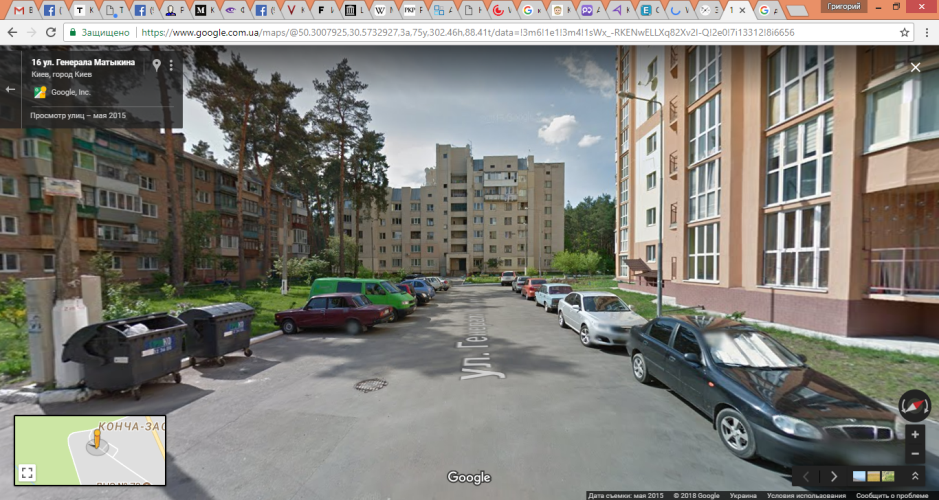 Григорий
Защищено
https://www.google.com.ua/maps/@50.3007925,30.5732927,3a,75y,302.46h,88.41t/data=!3m6!1e1!3m4!1sWx_-RKENwELLXq82Xv2I-Q!2e0!7i13312!8i6656
16 ул. Генерала Матыкина
Киев, город Киев
Google, Inc.
Просмотр улиц – мая 2015
ул. Генерал
КОНЧА-ЗАС
Google
Дата съемки: мая 2015 © 2018 Google Украина Условия использования Сообщить о проблеме